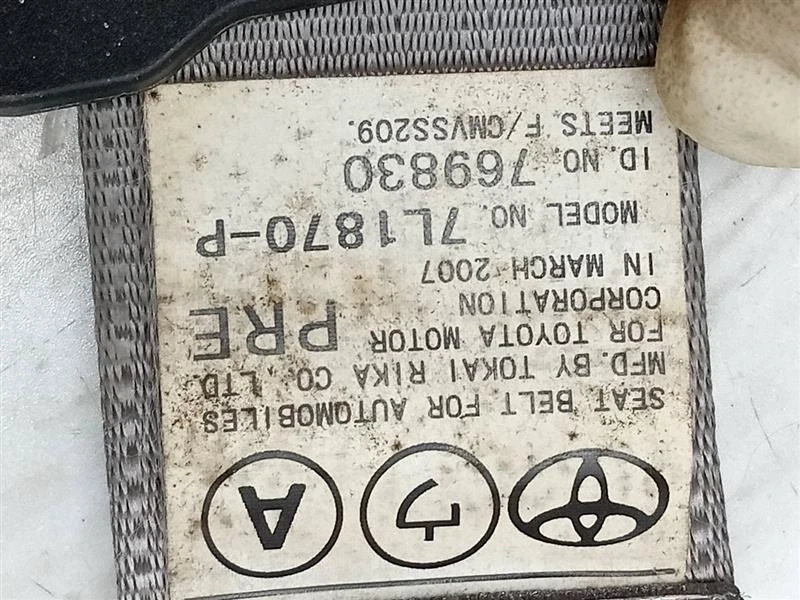 A
SEAT BELT FOR AUTOMOBILES
MFD. BY TOKAI RIKA CO., LTD.
FOR TOYOTA MOTOR
CORPORATION PRE
IN MARCH 2007
MODEL NO. 7L1870-P
ID. NO. 769830
MEETS F/CMVSS209.